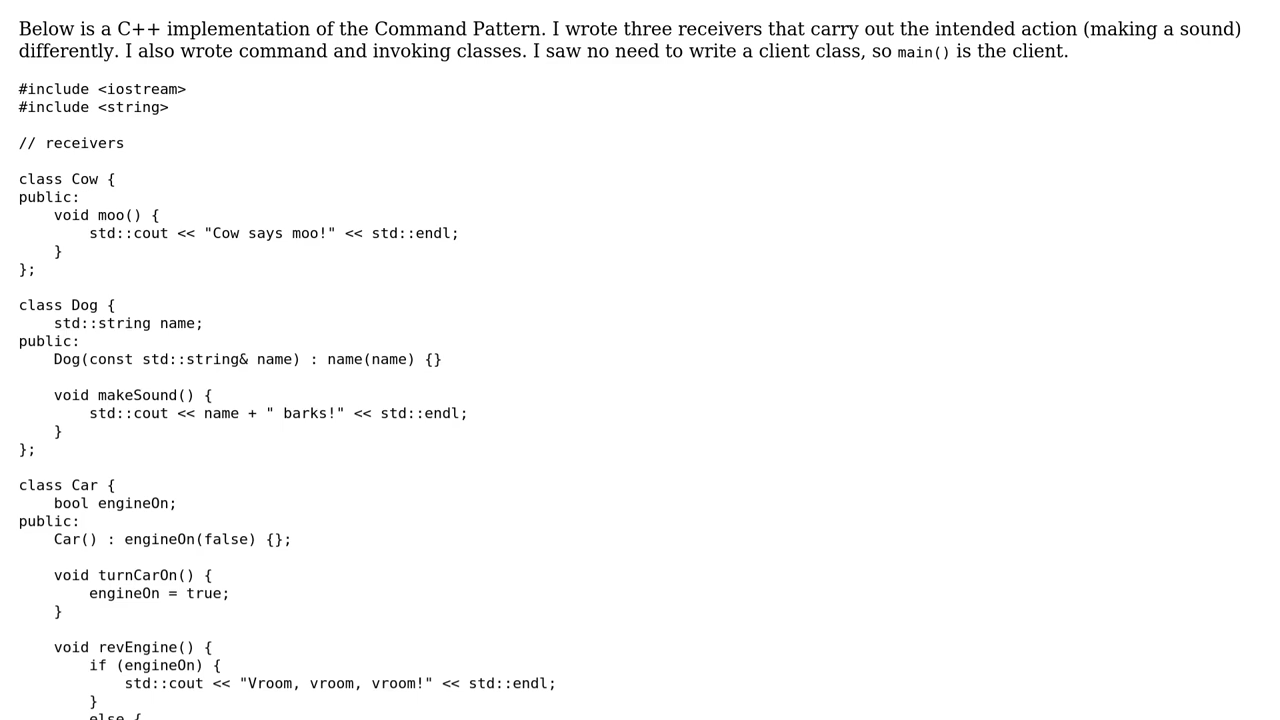 Below is a C++ implementation of the Command Pattern. I wrote three receivers that carry out the intended action (making a sound)
differently. I also wrote command and invoking classes. I saw no need to write a client class, so main() is the client.
#include <iostream>
#include <string>
// receivers
class Cow {
public:
    void moo() {
        std::cout << "Cow says moo!" << std::endl;
    }
};
class Dog {
    std::string name;
public:
    Dog(const std::string& name) : name(name) {}
    void makeSound() {
        std::cout << name + " barks!" << std::endl;
    }
};
class Car {
    bool engineOn;
public:
    Car() : engineOn(false) {};
    void turnCarOn() {
        engineOn = true;
    }
    void revEngine() {
        if (engineOn) {
            std::cout << "Vroom, vroom, vroom!" << std::endl;
        }
        else {